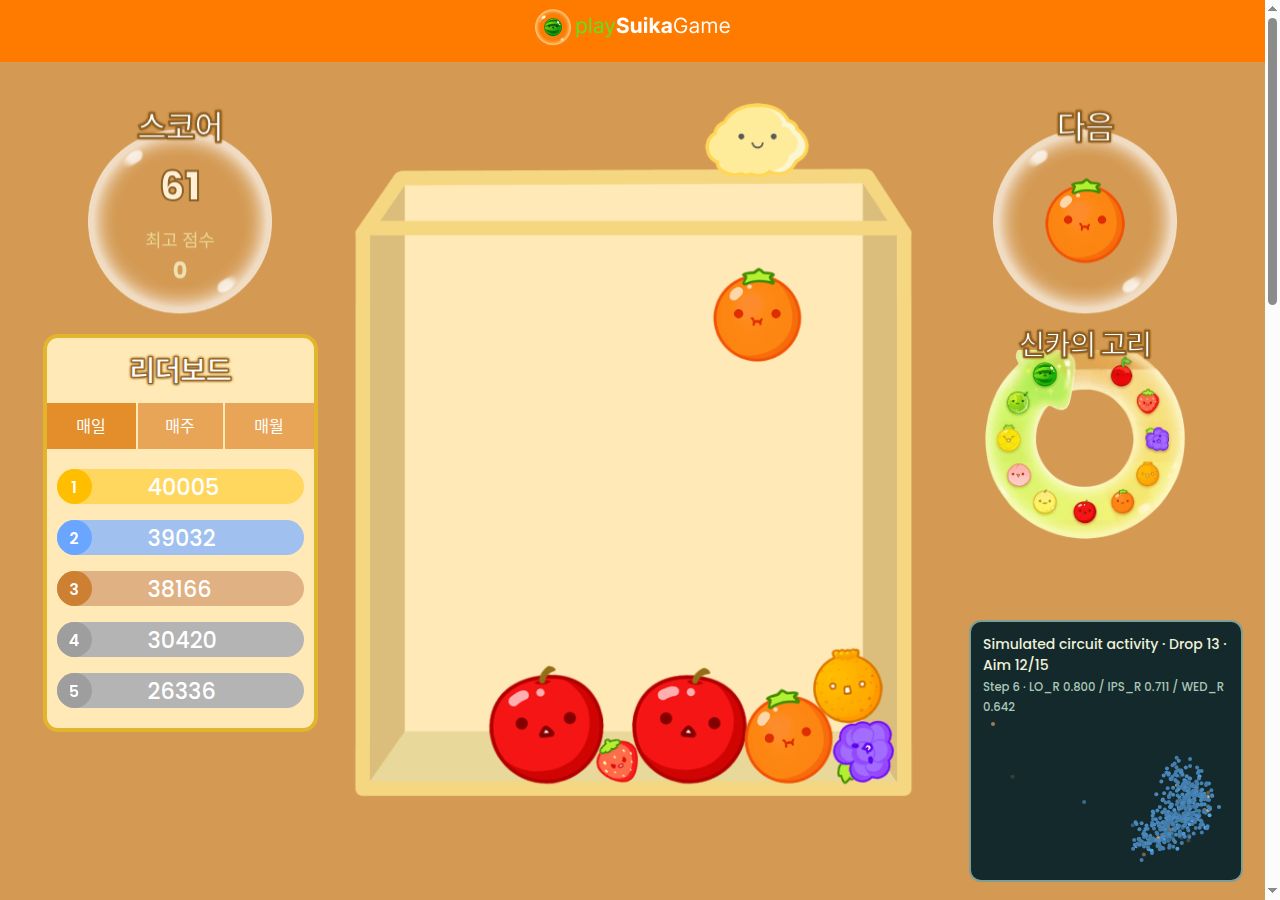 playSuikaGame
스코어
61
최고 점수
0
다음
리더보드
매일 매주 매월
1 40005
2 39032
3 38166
4 30420
5 26336
신카의 고리
Simulated circuit activity · Drop 13 ·
Aim 12/15
Step 6 · LO_R 0.800 / IPS_R 0.711 / WED_R
0.642